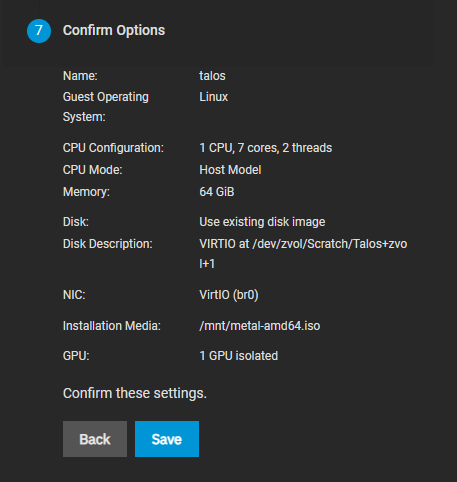 7 Confirm Options
Name: talos
Guest Operating Linux
System:
CPU Configuration: 1 CPU, 7 cores, 2 threads
CPU Mode: Host Model
Memory: 64 GiB
Disk: Use existing disk image
Disk Description: VIRTIO at /dev/zvol/Scratch/Talos+zvo
l+1
NIC: VirtIO (br0)
Installation Media: /mnt/metal-amd64.iso
GPU: 1 GPU isolated
Confirm these settings.
Back Save